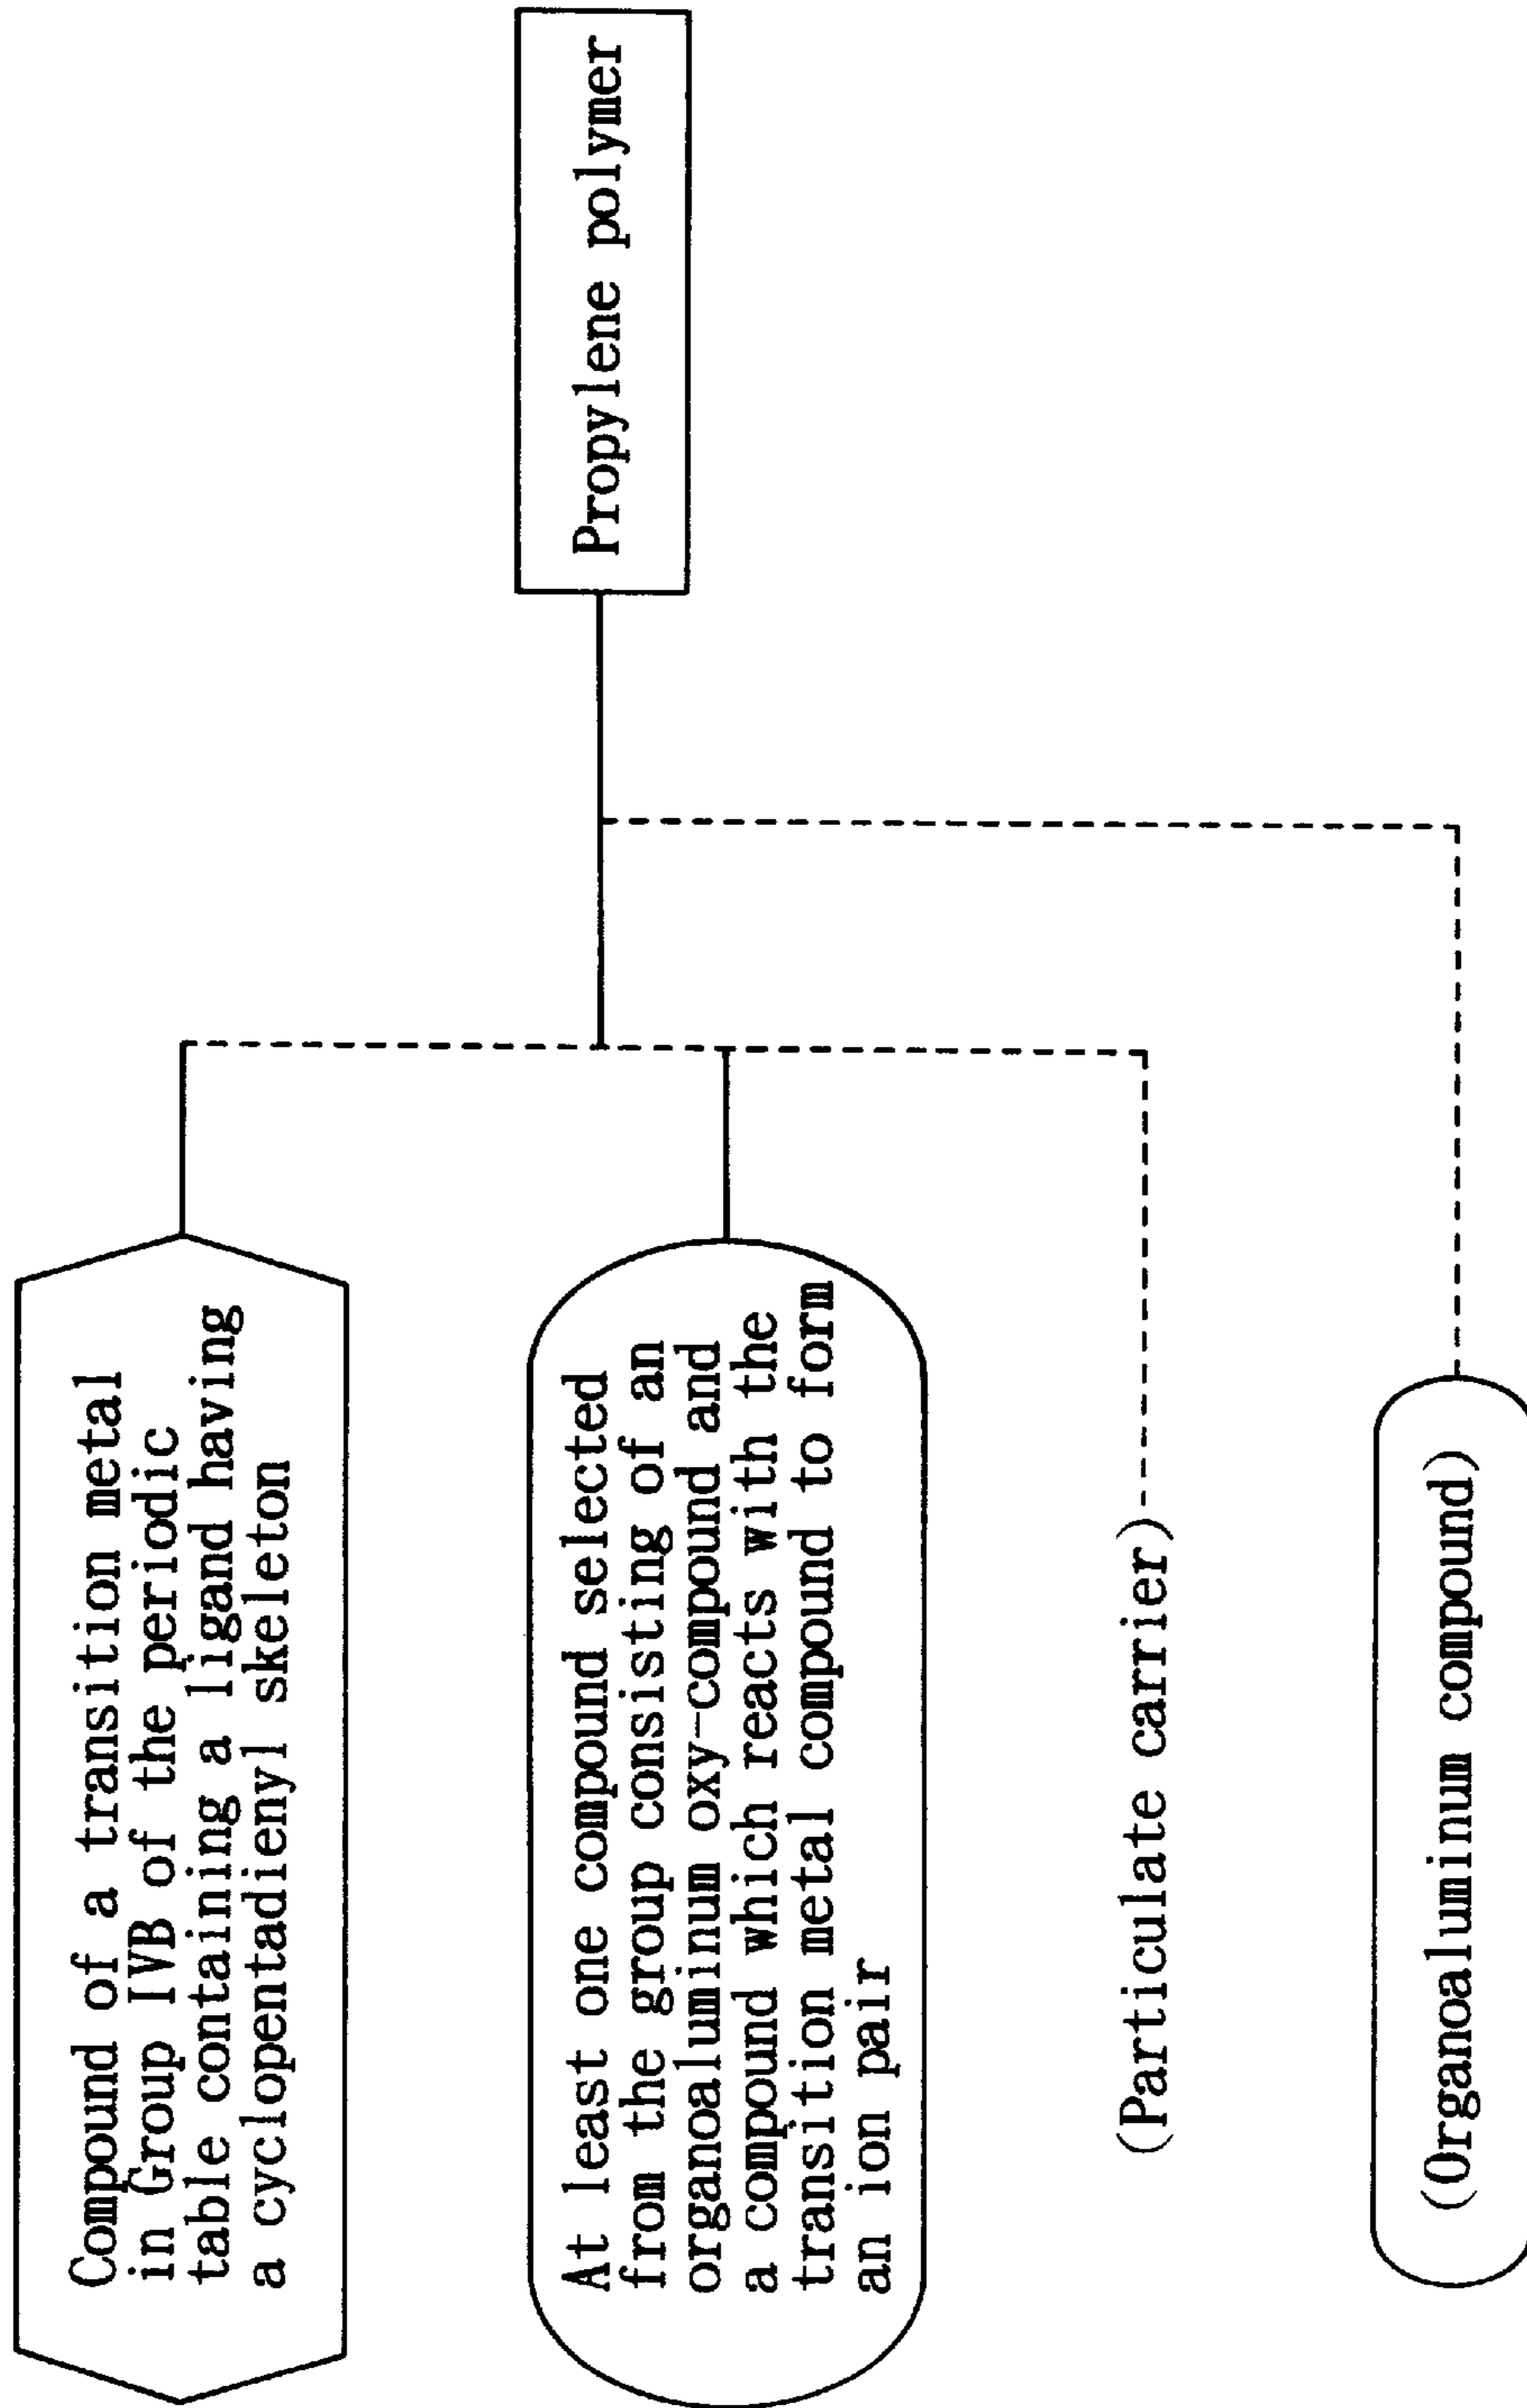 Compound of a transition metal
in Group IVB of the periodic
table containing a ligand having
a cyclopentadienyl skeleton
At least one compound selected
from the group consisting of an
organoaluminum oxy-compound and
a compound which reacts with the
transition metal compound to form
an ion pair
(Particulate carrier)
(Organoaluminum compound)
Propylene polymer